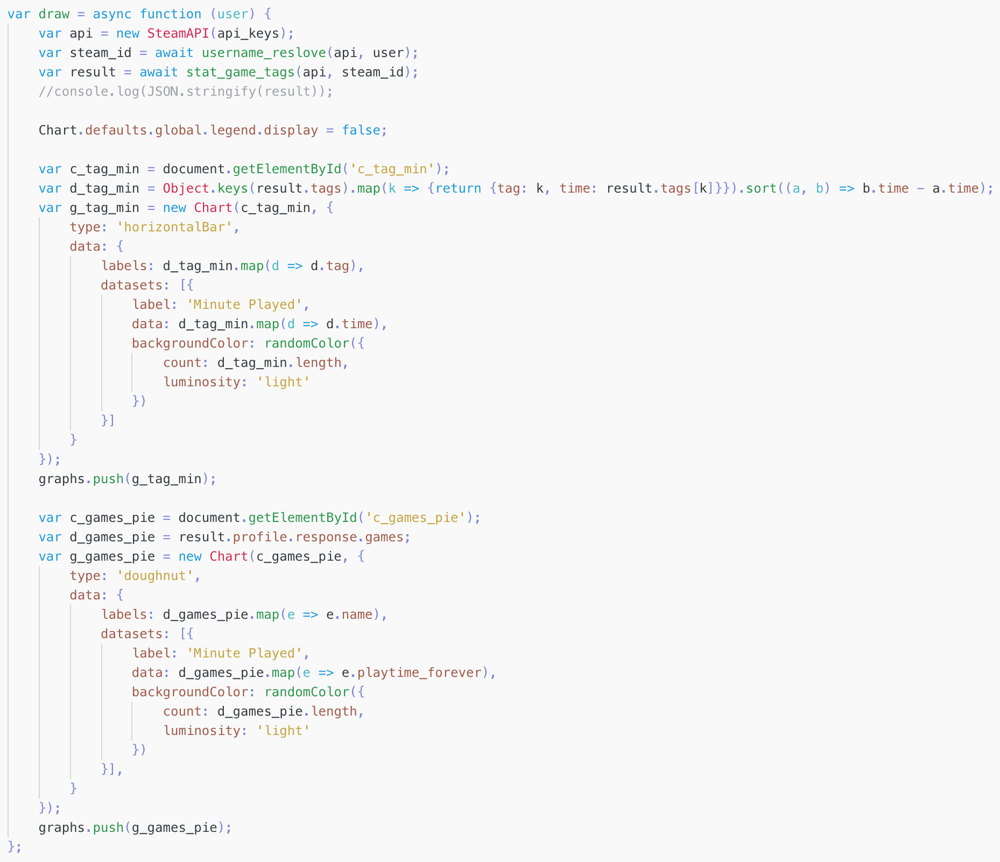 var draw = async function (user) {
    var api = new SteamAPI(api_keys);
    var steam_id = await username_reslove(api, user);
    var result = await stat_game_tags(api, steam_id);
    //console.log(JSON.stringify(result));

    Chart.defaults.global.legend.display = false;

    var c_tag_min = document.getElementById('c_tag_min');
    var d_tag_min = Object.keys(result.tags).map(k => {return {tag: k, time: result.tags[k]}}).sort((a, b) => b.time - a.time);
    var g_tag_min = new Chart(c_tag_min, {
        type: 'horizontalBar',
        data: {
            labels: d_tag_min.map(d => d.tag),
            datasets: [{
                label: 'Minute Played',
                data: d_tag_min.map(d => d.time),
                backgroundColor: randomColor({
                    count: d_tag_min.length,
                    luminosity: 'light'
                })
            }]
        }
    });
    graphs.push(g_tag_min);

    var c_games_pie = document.getElementById('c_games_pie');
    var d_games_pie = result.profile.response.games;
    var g_games_pie = new Chart(c_games_pie, {
        type: 'doughnut',
        data: {
            labels: d_games_pie.map(e => e.name),
            datasets: [{
                label: 'Minute Played',
                data: d_games_pie.map(e => e.playtime_forever),
                backgroundColor: randomColor({
                    count: d_games_pie.length,
                    luminosity: 'light'
                })
            }],
        }
    });
    graphs.push(g_games_pie);
};